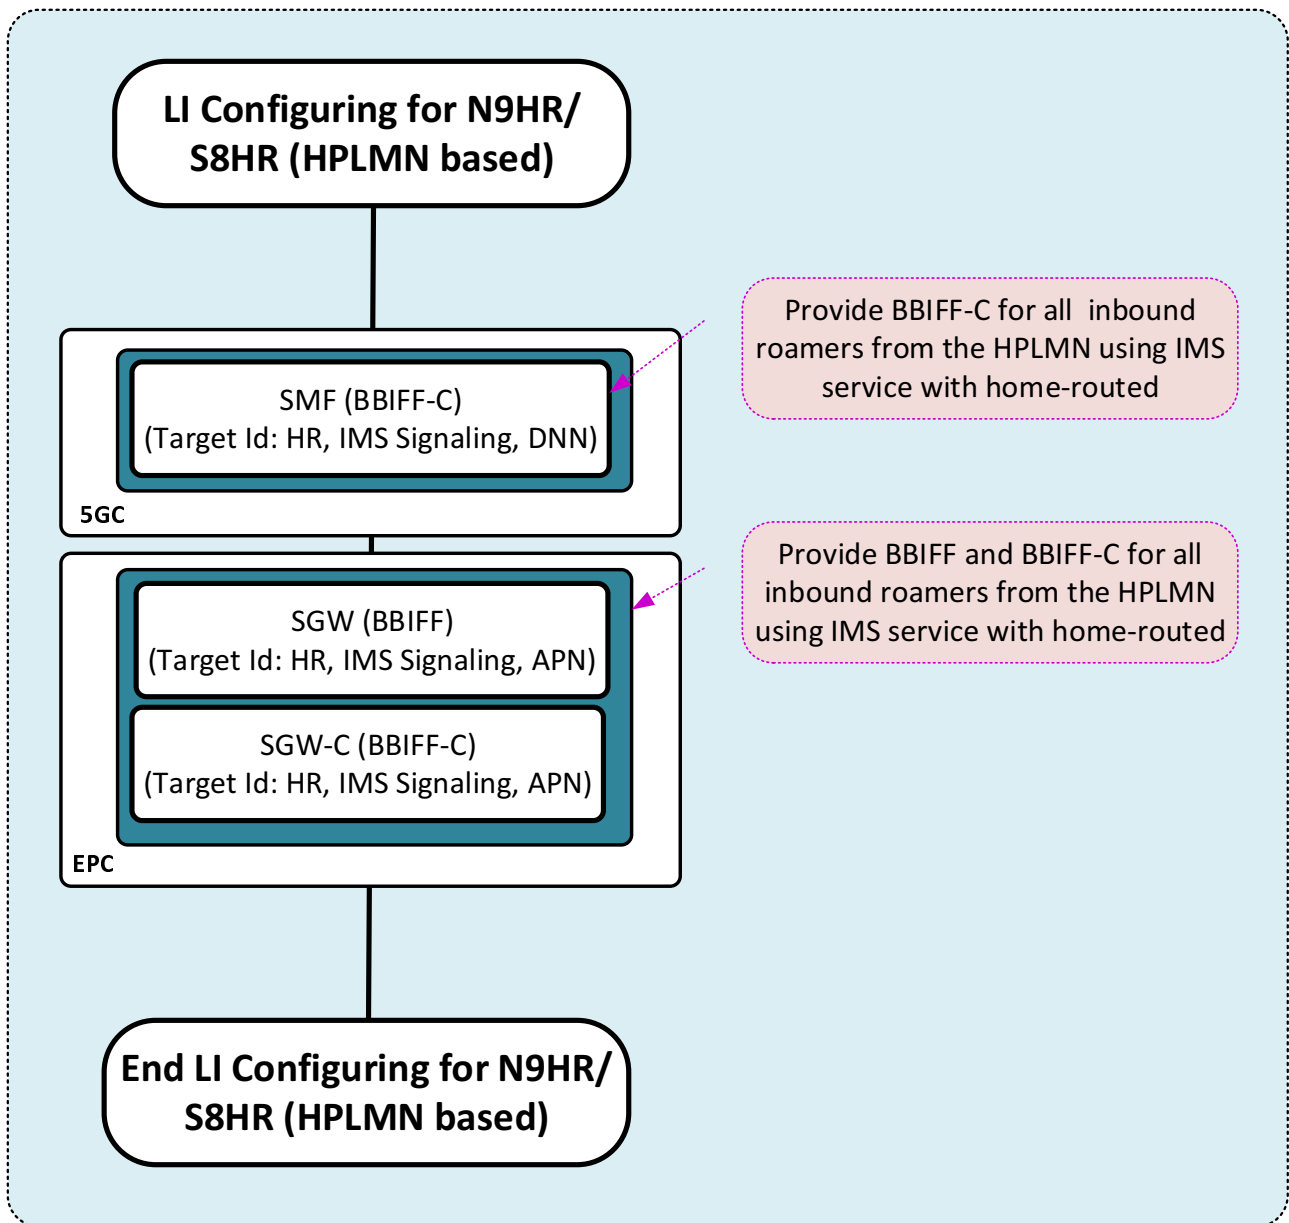 LI Configuring for N9HR/
S8HR (HPLMN based)
Provide BBIFF-C for all inbound
roamers from the HPLMN using IMS
service with home-routed
SMF (BBIFF-C)
(Target Id: HR, IMS Signaling, DNN)
5GC
Provide BBIFF and BBIFF-C for all
inbound roamers from the HPLMN
using IMS service with home-routed
SGW (BBIFF)
(Target Id: HR, IMS Signaling, APN)
SGW-C (BBIFF-C)
(Target Id: HR, IMS Signaling, APN)
EPC
End LI Configuring for N9HR/
S8HR (HPLMN based)